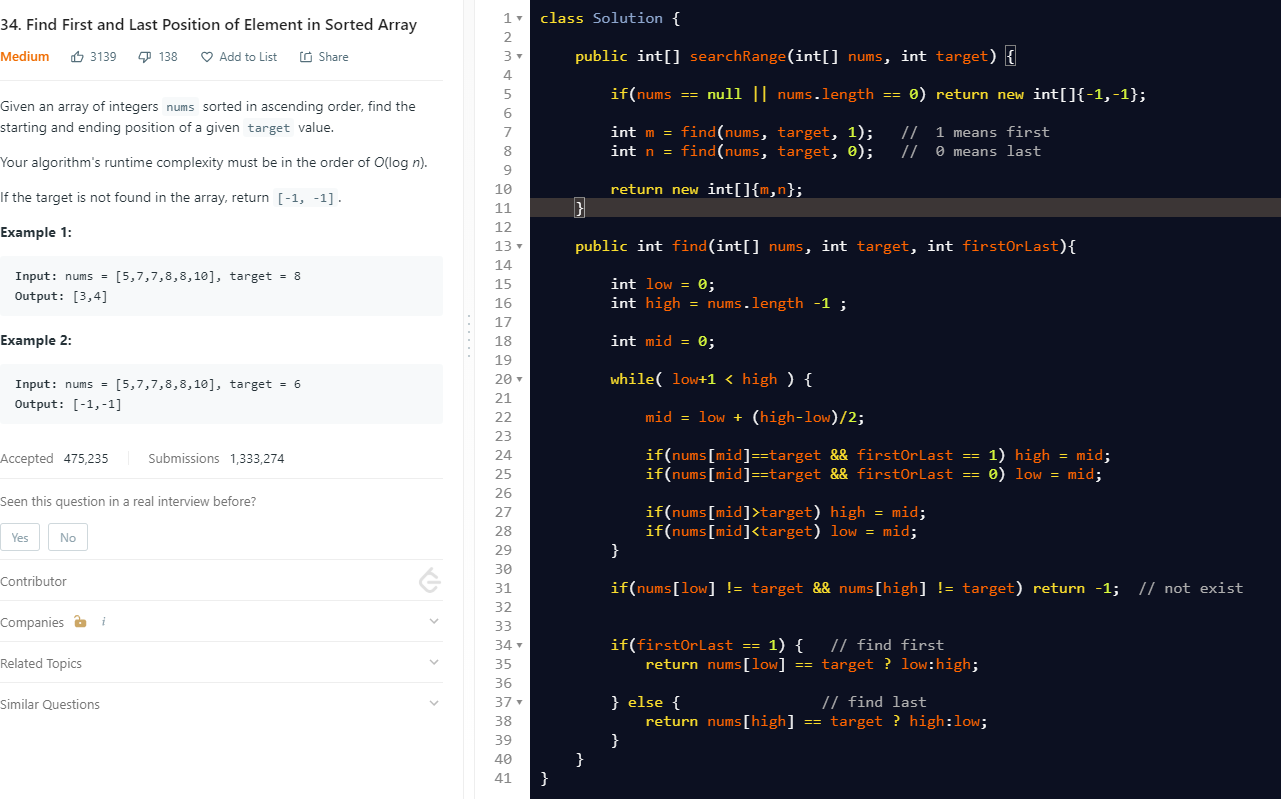 34. Find First and Last Position of Element in Sorted Array
Medium 3139 138 Add to List Share
Given an array of integers nums sorted in ascending order, find the
starting and ending position of a given target value.
Your algorithm's runtime complexity must be in the order of O(log n).
If the target is not found in the array, return [-1, -1].
Example 1:
Input: nums = [5,7,7,8,8,10], target = 8
Output: [3,4]
Example 2:
Input: nums = [5,7,7,8,8,10], target = 6
Output: [-1,-1]
Accepted 475,235 Submissions 1,333,274
Seen this question in a real interview before?
Yes No
Contributor
Companies i
Related Topics
Similar Questions
1 class Solution {
2
3     public int[] searchRange(int[] nums, int target) {
4
5         if(nums == null || nums.length == 0) return new int[]{-1,-1};
6
7         int m = find(nums, target, 1);   //  1 means first
8         int n = find(nums, target, 0);   //  0 means last
9
10         return new int[]{m,n};
11     }
12
13     public int find(int[] nums, int target, int firstOrLast){
14
15         int low = 0;
16         int high = nums.length -1 ;
17
18         int mid = 0;
19
20         while( low+1 < high ) {
21
22             mid = low + (high-low)/2;
23
24             if(nums[mid]==target && firstOrLast == 1) high = mid;
25             if(nums[mid]==target && firstOrLast == 0) low = mid;
26
27             if(nums[mid]>target) high = mid;
28             if(nums[mid]<target) low = mid;
29         }
30
31         if(nums[low] != target && nums[high] != target) return -1;  // not exist
32
33
34         if(firstOrLast == 1) {   // find first
35             return nums[low] == target ? low:high;
36
37         } else {                // find last
38             return nums[high] == target ? high:low;
39         }
40     }
41 }